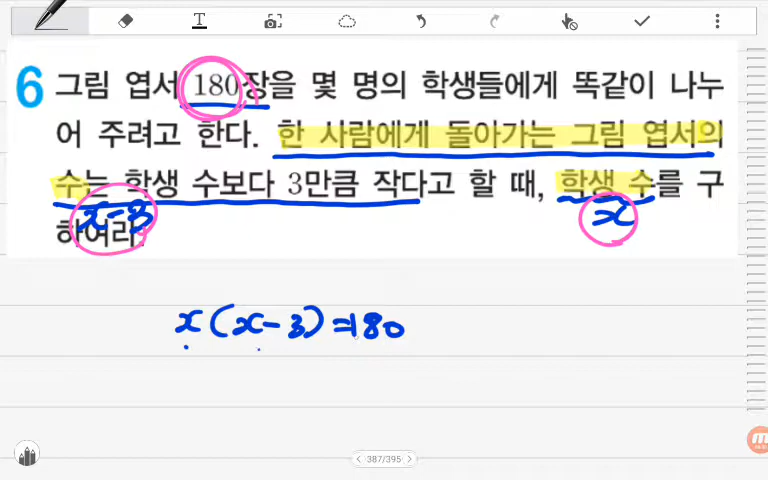 6 그림 엽서 180장을 몇 명의 학생들에게 똑같이 나누
어 주려고 한다. 한 사람에게 돌아가는 그림 엽서의
수는 학생 수보다 3만큼 작다고 할 때, 학생 수를 구
하여라.
x-3
x
x(x-3)=180
387/395